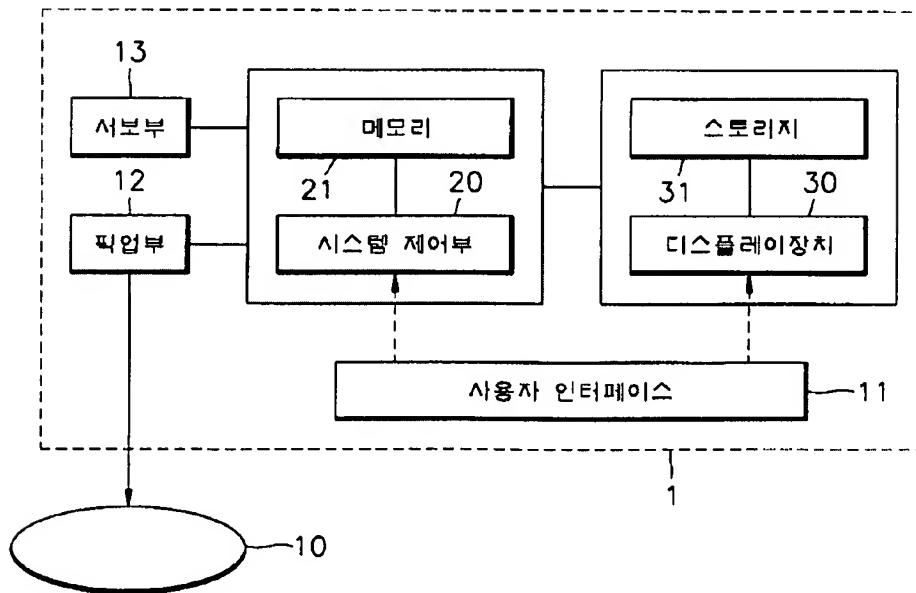 13
서보부
메모리
스토리지
21
20
31
30
12
픽업부
시스템 제어부
디스플레이장치
사용자 인터페이스
11
1
10